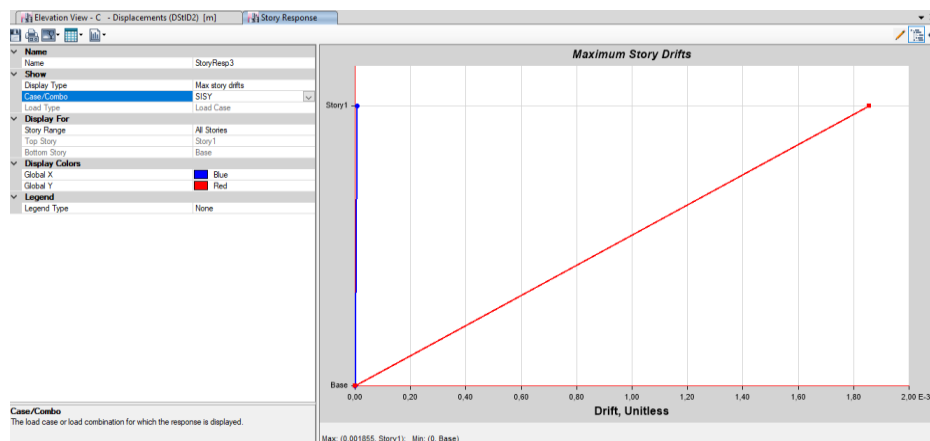 Elevation View - C - Displacements (DStlD2) [m]
Story Response
Name
Name StoryResp3
Show
Display Type Max story drifts
Case/Combo SISY
Load Type Load Case
Display For
Story Range All Stories
Top Story Story1
Bottom Story Base
Display Colors
Global X Blue
Global Y Red
Legend
Legend Type None
Case/Combo
The load case or load combination for which the response is displayed.
Maximum Story Drifts
Story1
Base
0,00 0,20 0,40 0,60 0,80 1,00 1,20 1,40 1,60 1,80 2,00 E-3
Drift, Unitless
Max: (0.001855, Story1); Min: (0, Base)